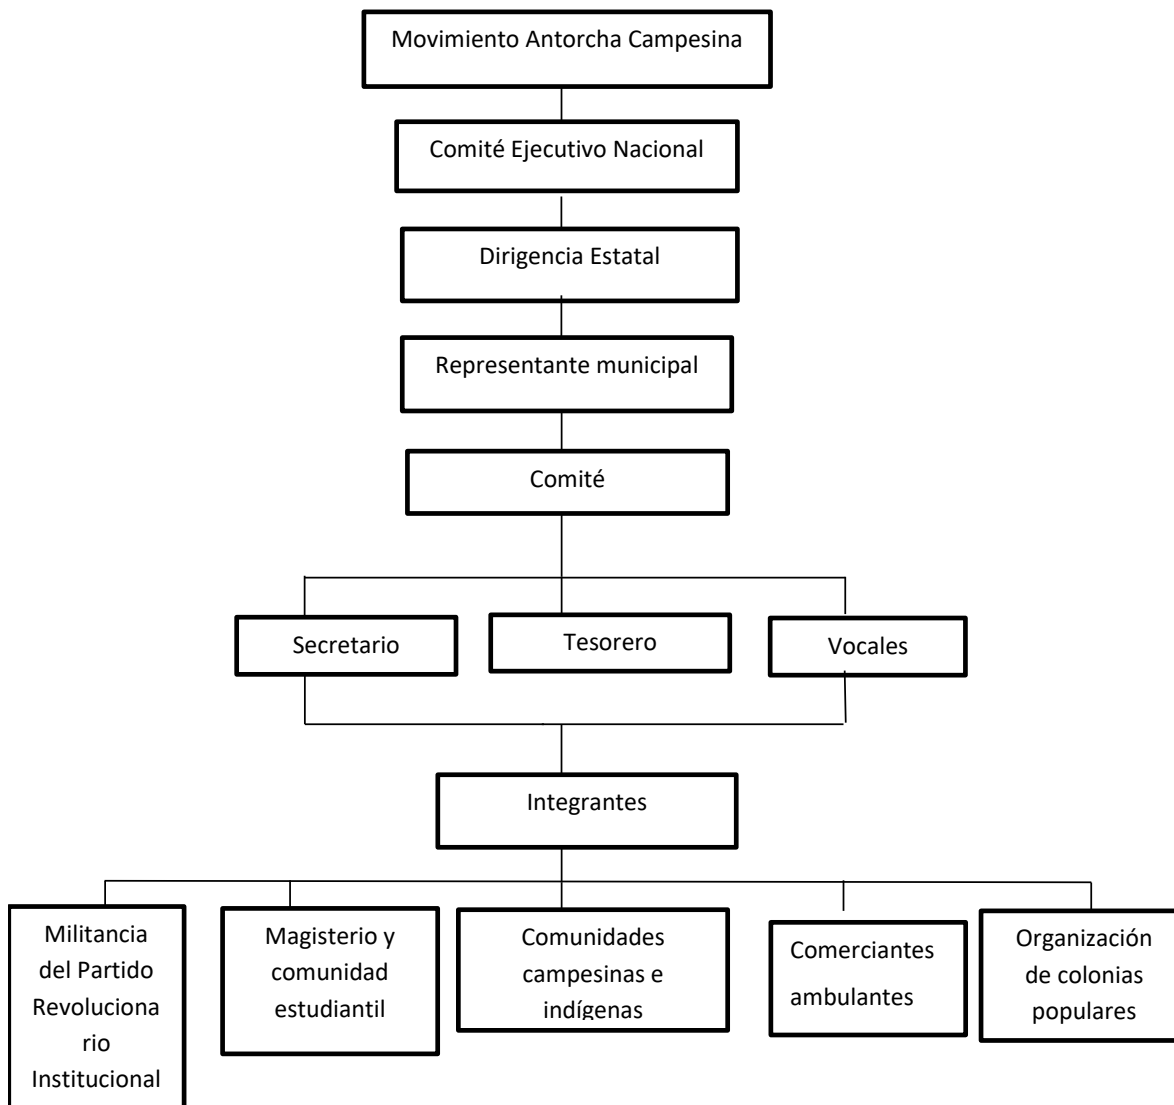 Movimiento Antorcha Campesina
Comité Ejecutivo Nacional
Dirigencia Estatal
Representante municipal
Comité
Secretario
Tesorero
Vocales
Integrantes
Militancia
del Partido
Revoluciona
rio
Institucional
Magisterio y
comunidad
estudiantil
Comunidades
campesinas e
indígenas
Comerciantes
ambulantes
Organización
de colonias
populares